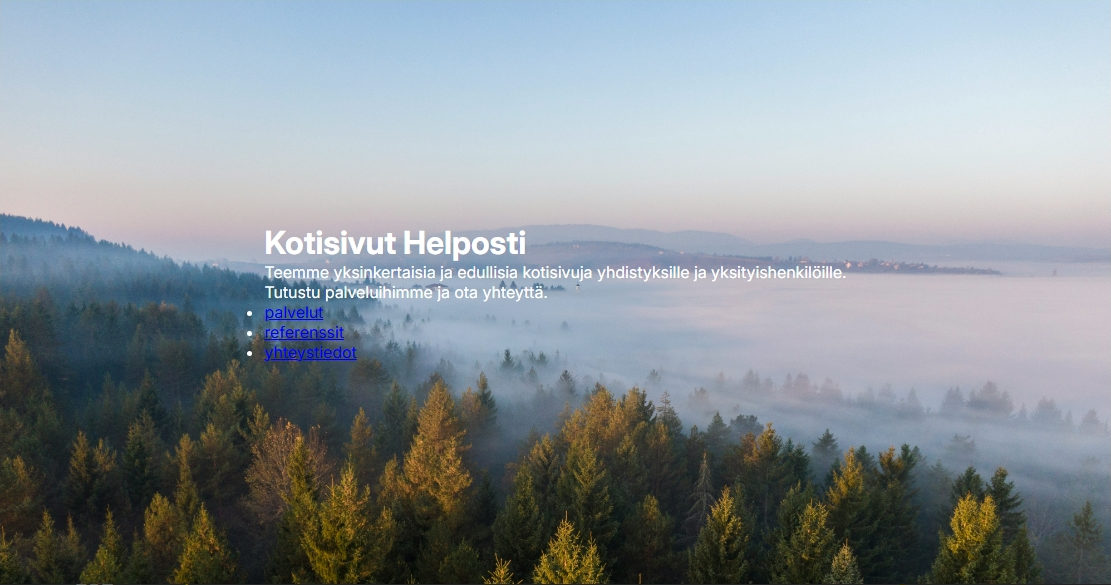 Kotisivut Helposti
Teemme yksinkertaisia ja edullisia kotisivuja yhdistyksille ja yksityishenkilöille.
Tutustu palveluihimme ja ota yhteyttä.
palvelut
referenssit
yhteystiedot